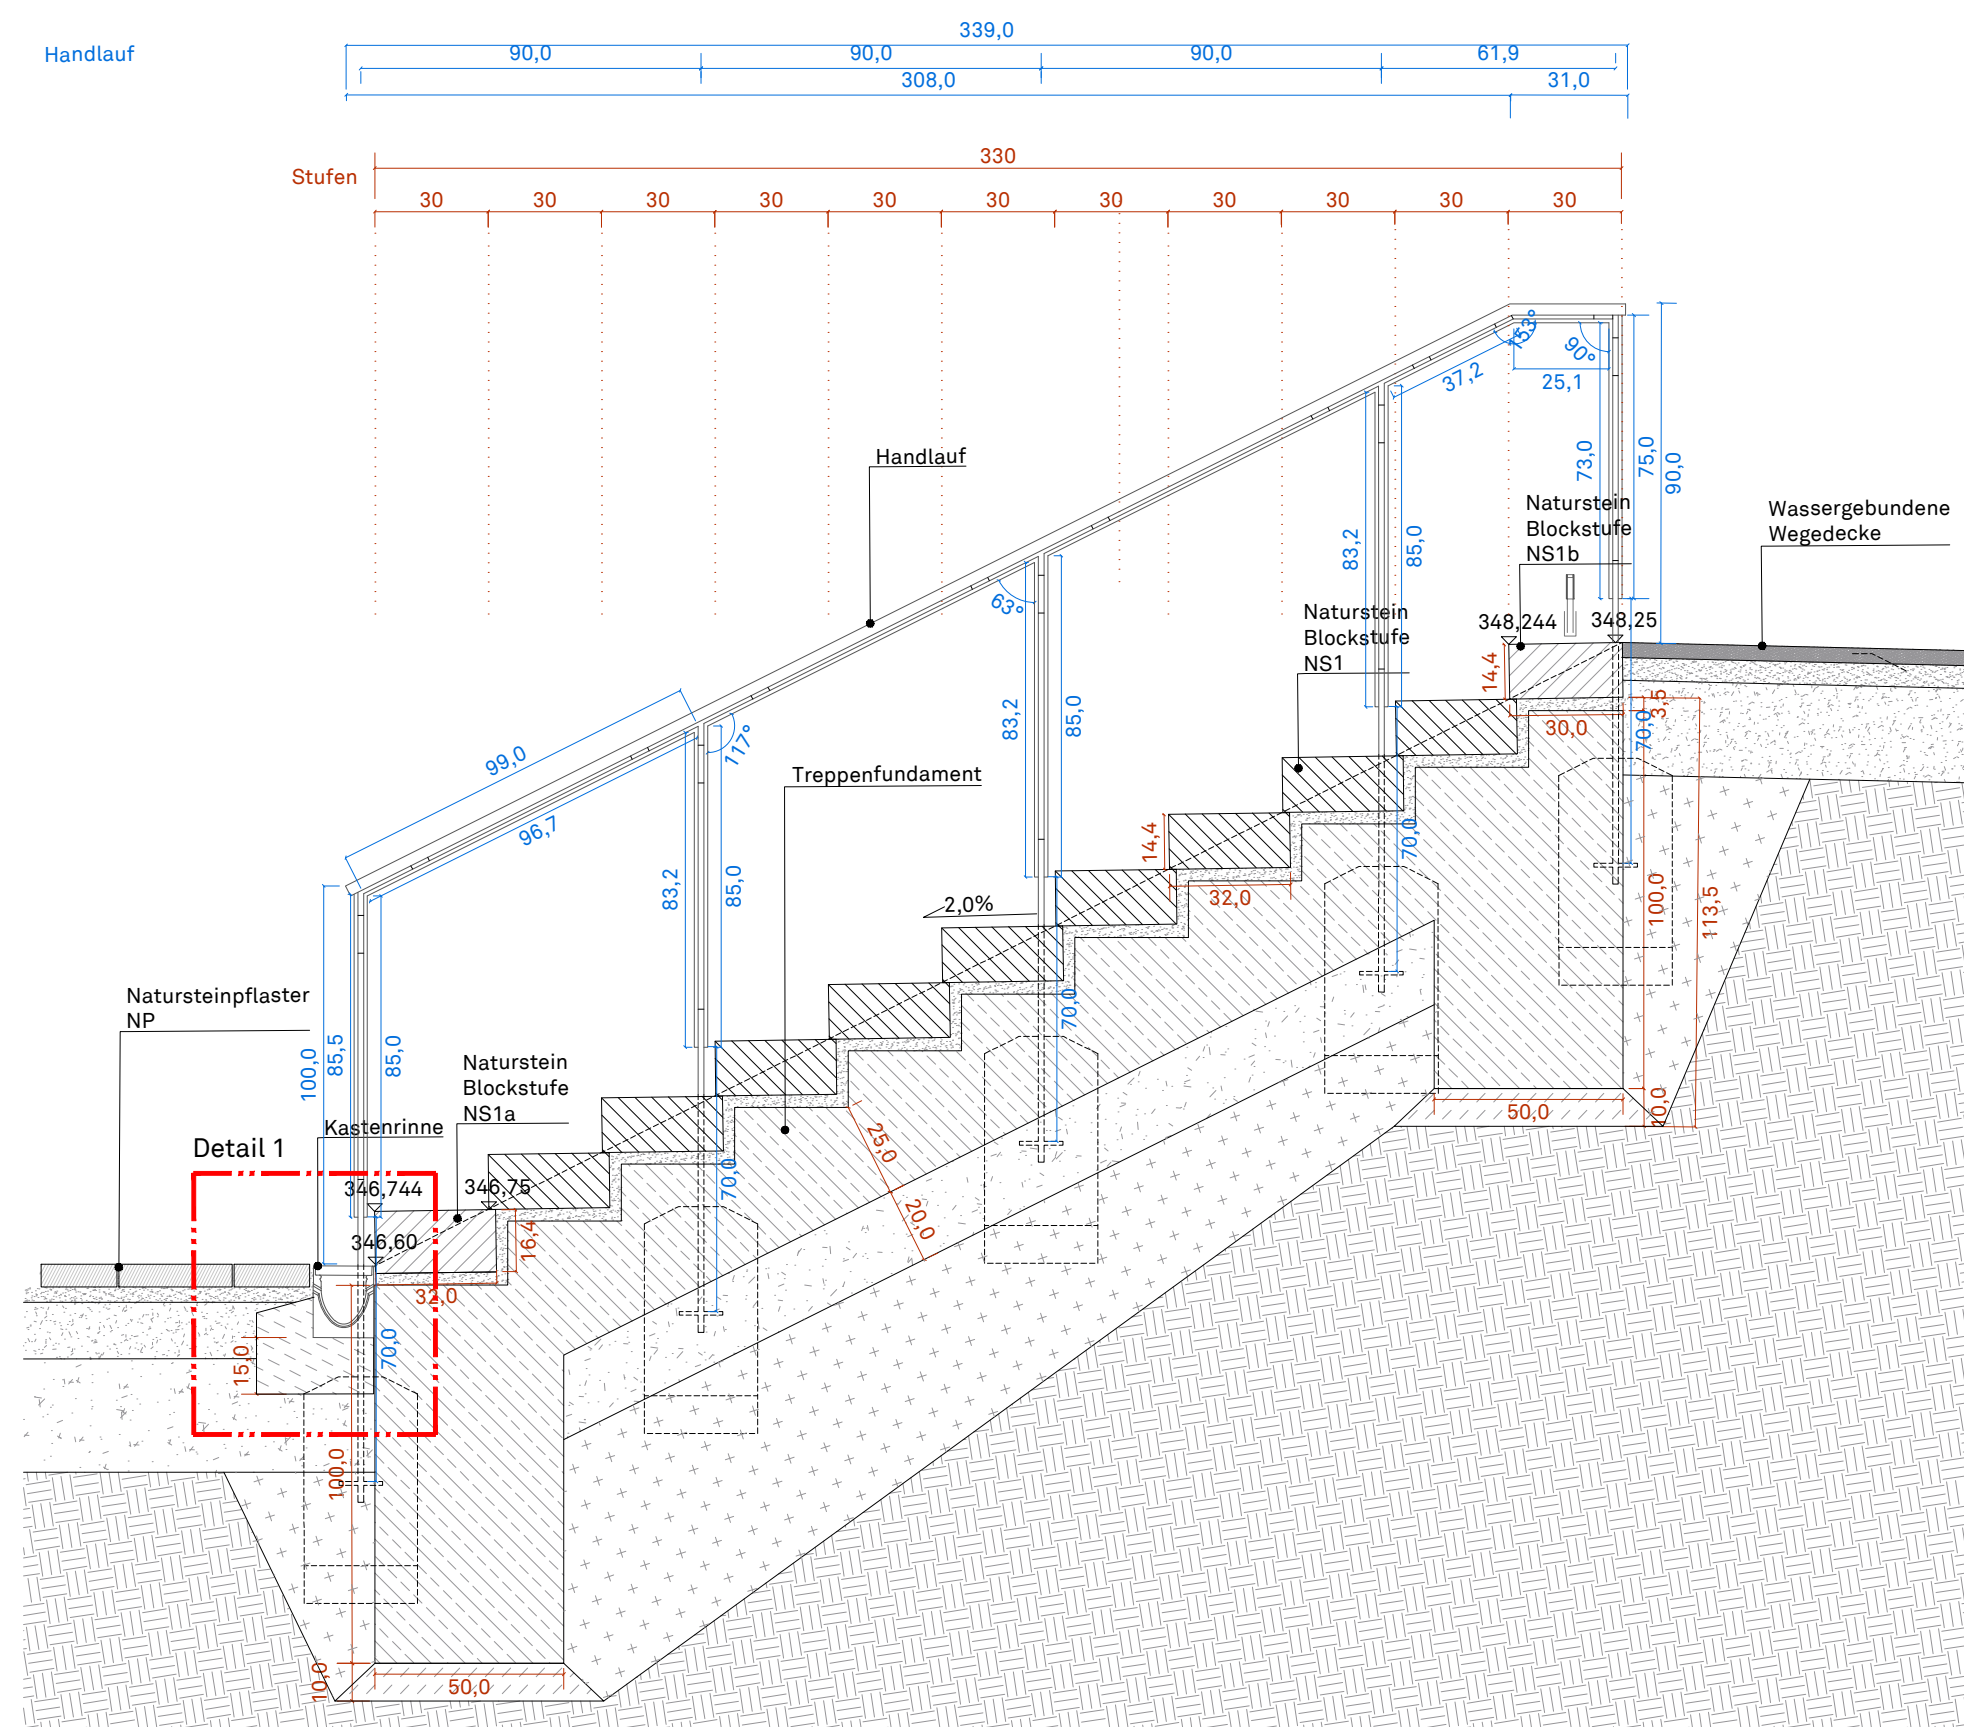 339,0
Handlauf
90,0 90,0 90,0 61,9
308,0 31,0
330
Stufen
30 30 30 30 30 30 30 30 30 30 30
153°
90°
37,2
25,1
Handlauf
73,0
75,0
90,0
Naturstein
Blockstufe
NS1b
Wassergebundene
Wegedecke
83,2
85,0
63°
Naturstein
Blockstufe
NS1
348,244
348,25
14,4
3,5
30,0
70,0
83,2
85,0
117°
99,0
96,7
Treppenfundament
14,4
70,0
32,0
2,0%
100,0
113,5
83,2
85,0
Natursteinpflaster
NP
100,0
85,5
85,0
Naturstein
Blockstufe
NS1a
70,0
Kastenrinne
Detail 1
50,0
10,0
25,0
20,0
70,0
346,744
346,75
346,60
16,4
32,0
15,0
70,0
100,0
10,0
50,0